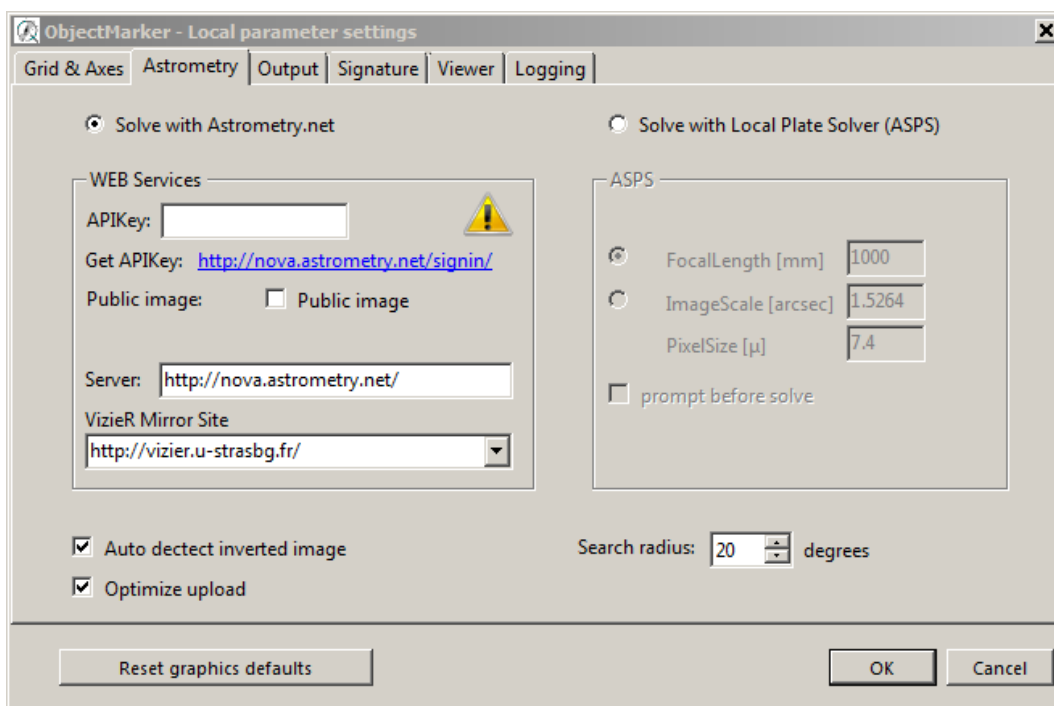 ObjectMarker - Local parameter settings
Grid & Axes Astrometry Output Signature Viewer Logging
Solve with Astrometry.net
Solve with Local Plate Solver (ASPS)
WEB Services
APIKey:
Get APIKey: http://nova.astrometry.net/signin/
Public image: Public image
Server: http://nova.astrometry.net/
VizieR Mirror Site
http://vizier.u-strasbg.fr/
ASPS
FocalLength [mm] 1000
ImageScale [arcsec] 1.5264
PixelSize [µ] 7.4
prompt before solve
Auto dectect inverted image
Optimize upload
Search radius: 20 degrees
Reset graphics defaults
OK Cancel